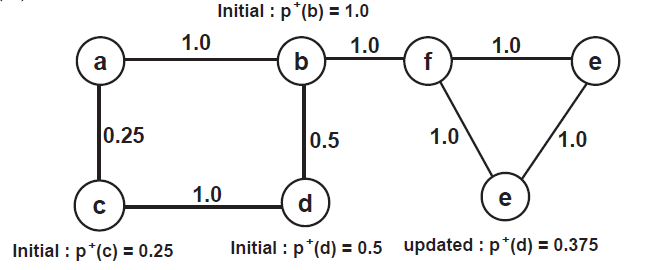 Initial : p⁺(b) = 1.0
1.0 1.0 1.0
a b f e
0.25 0.5 1.0 1.0
1.0
c d e
Initial : p⁺(c) = 0.25 Initial : p⁺(d) = 0.5 updated : p⁺(d) = 0.375